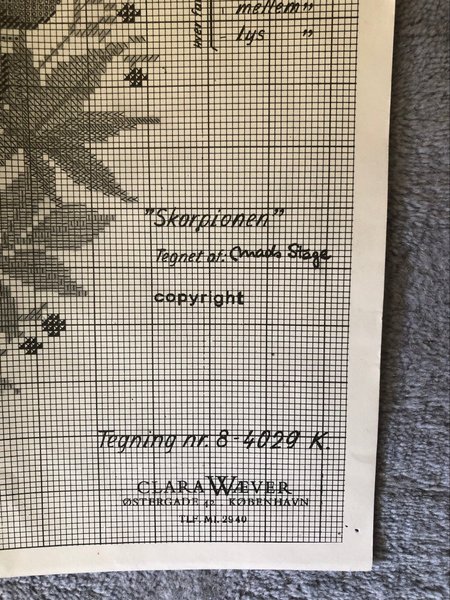 mellem"
- lys "
"Skorpionen"
Tegnet af: Mads Stage
copyright
Tegning nr. 8-4029 K.
CLARA WÆVER
ØSTERGADE 42 KØBENHAVN
TLF. MI. 2940